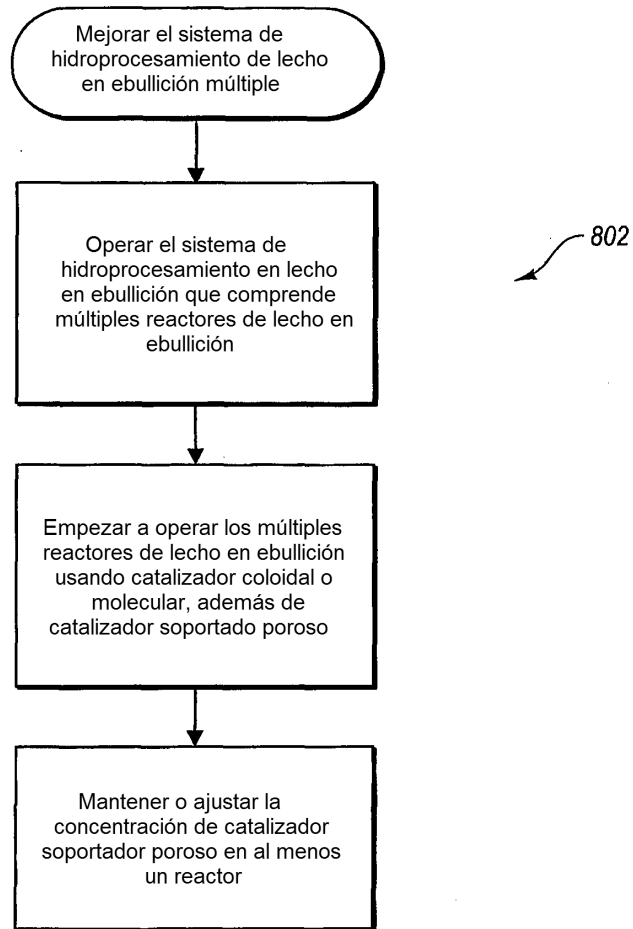 Mejorar el sistema de
hidroprocesamiento de lecho
en ebullición múltiple
Operar el sistema de
hidroprocesamiento en lecho
en ebullición que comprende
múltiples reactores de lecho en
ebullición
802
Empezar a operar los múltiples
reactores de lecho en ebullición
usando catalizador coloidal o
molecular, además de
catalizador soportado poroso
Mantener o ajustar la
concentración de catalizador
soportador poroso en al menos
un reactor